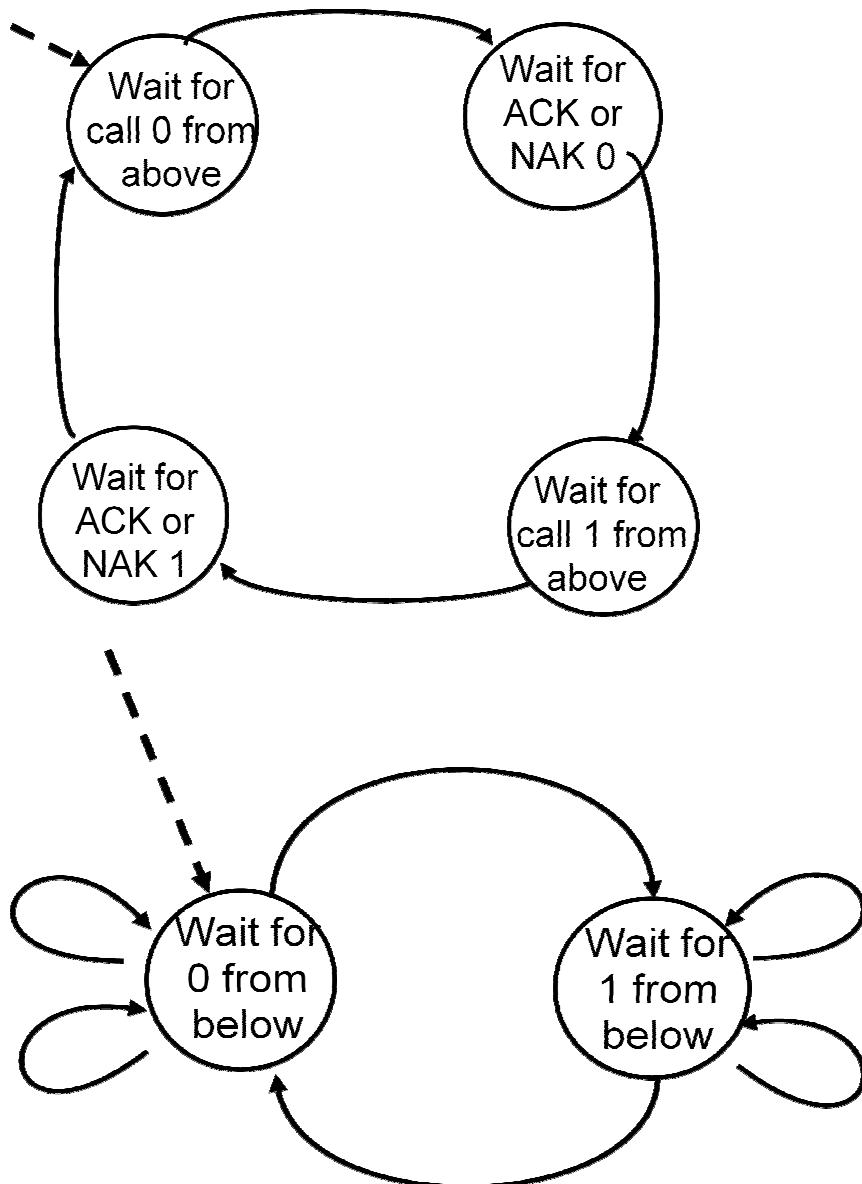 Wait for
call 0 from
above
Wait for
ACK or
NAK 0
Wait for
ACK or
NAK 1
Wait for
call 1 from
above
Wait for
0 from
below
Wait for
1 from
below